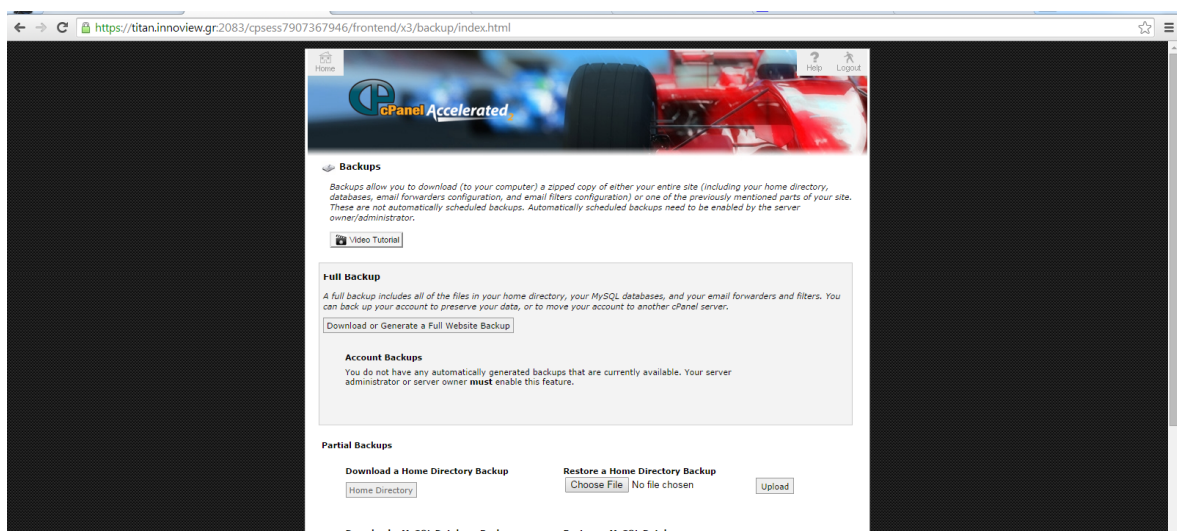 https://titan.innoview.gr:2083/cpsess7907367946/frontend/x3/backup/index.html
Home
Help Logout
cPanel Accelerated2
Backups
Backups allow you to download (to your computer) a zipped copy of either your entire site (including your home directory,
databases, email forwarders configuration, and email filters configuration) or one of the previously mentioned parts of your site.
These are not automatically scheduled backups. Automatically scheduled backups need to be enabled by the server
owner/administrator.
Video Tutorial
Full Backup
A full backup includes all of the files in your home directory, your MySQL databases, and your email forwarders and filters. You
can back up your account to preserve your data, or to move your account to another cPanel server.
Download or Generate a Full Website Backup
Account Backups
You do not have any automatically generated backups that are currently available. Your server
administrator or server owner must enable this feature.
Partial Backups
Download a Home Directory Backup Restore a Home Directory Backup
Home Directory Choose File No file chosen Upload